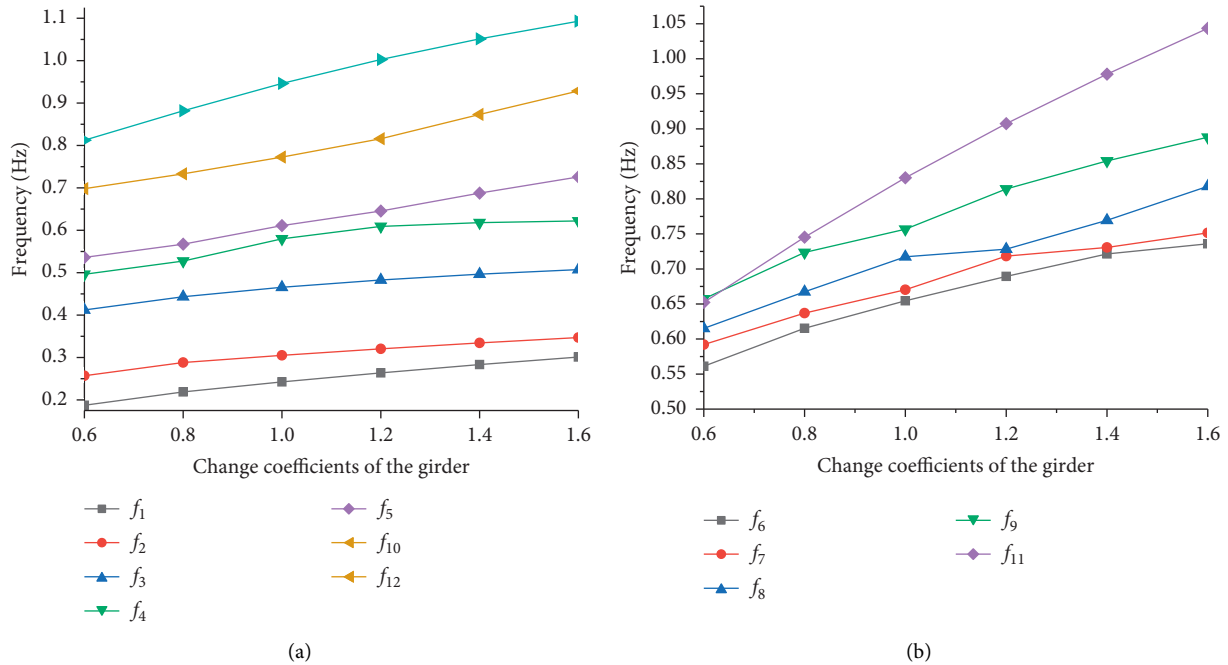 1.1
1.0
0.9
0.8
0.7
0.6
0.5
0.4
0.3
0.2
Frequency (Hz)
0.6 0.8 1.0 1.2 1.4 1.6
Change coefficients of the girder
f1 f5
f2 f10
f3 f12
f4
(a)
1.05
1.00
0.95
0.90
0.85
0.80
0.75
0.70
0.65
0.60
0.55
0.50
Frequency (Hz)
0.6 0.8 1.0 1.2 1.4 1.6
Change coefficients of the girder
f6 f9
f7 f11
f8
(b)